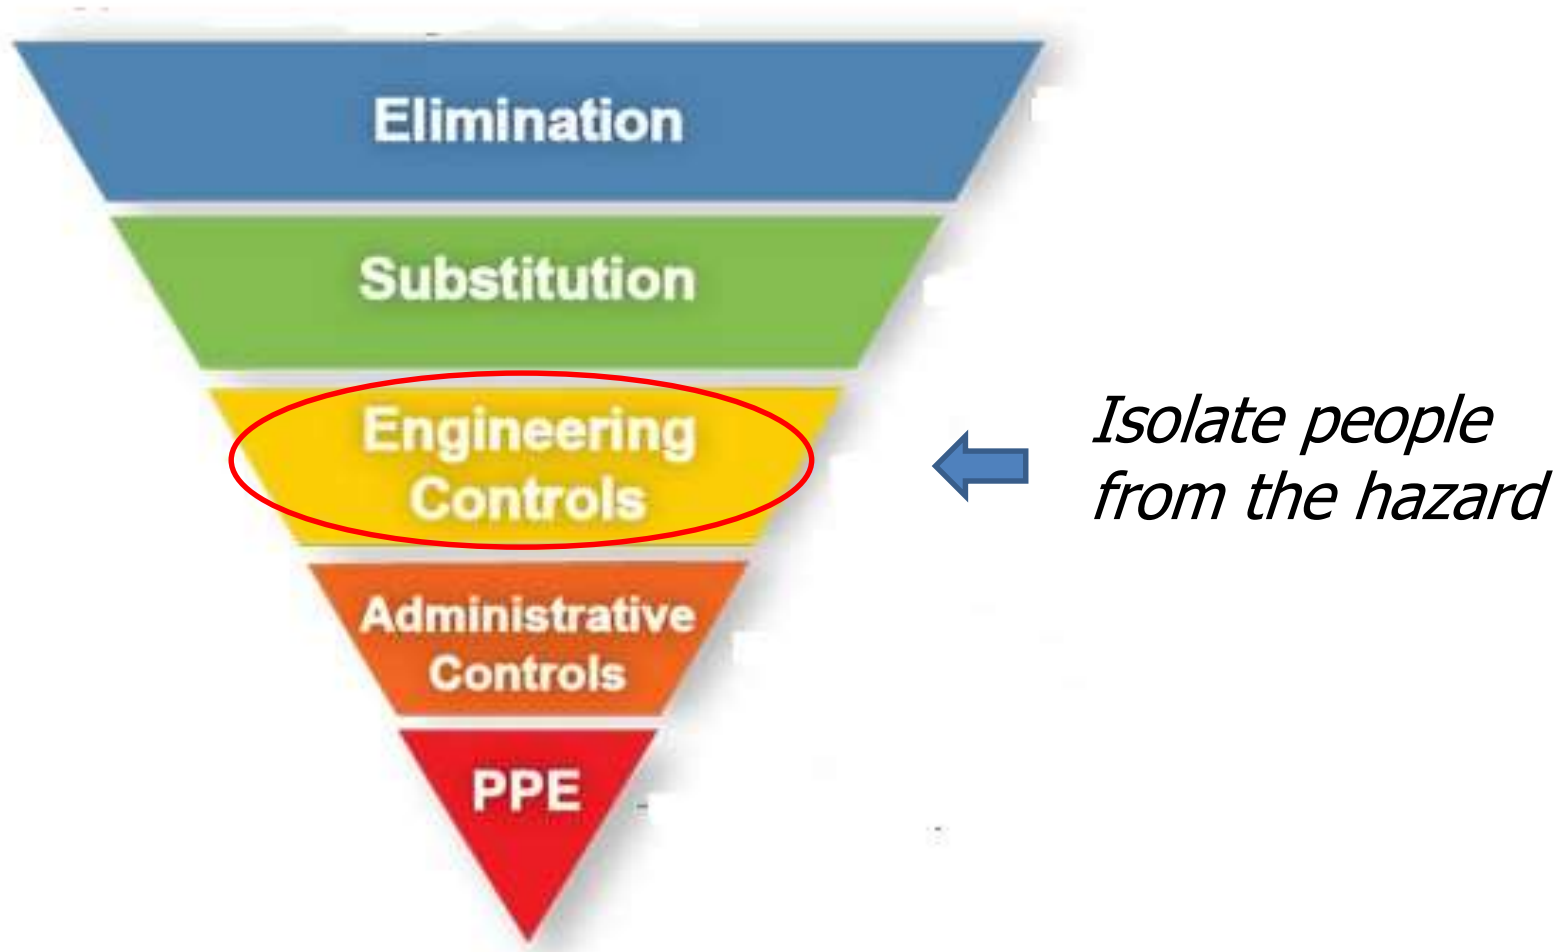 Elimination
Substitution
Engineering
Controls
Isolate people
from the hazard
Administrative
Controls
PPE